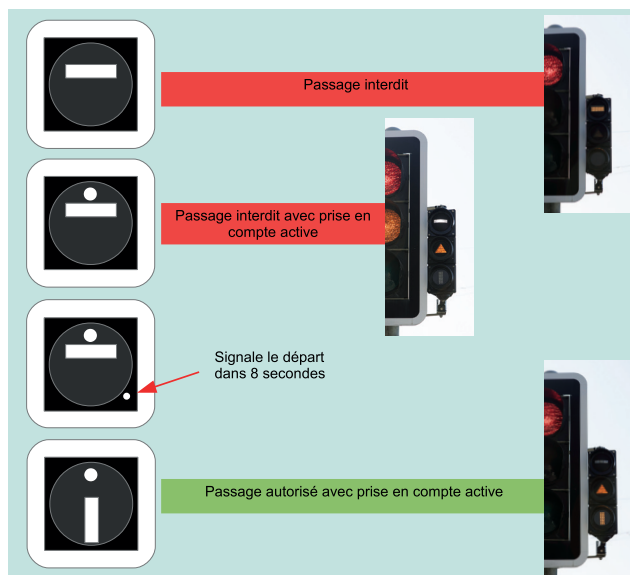 Passage interdit
Passage interdit avec prise en
compte active
Signale le départ
dans 8 secondes
Passage autorisé avec prise en compte active